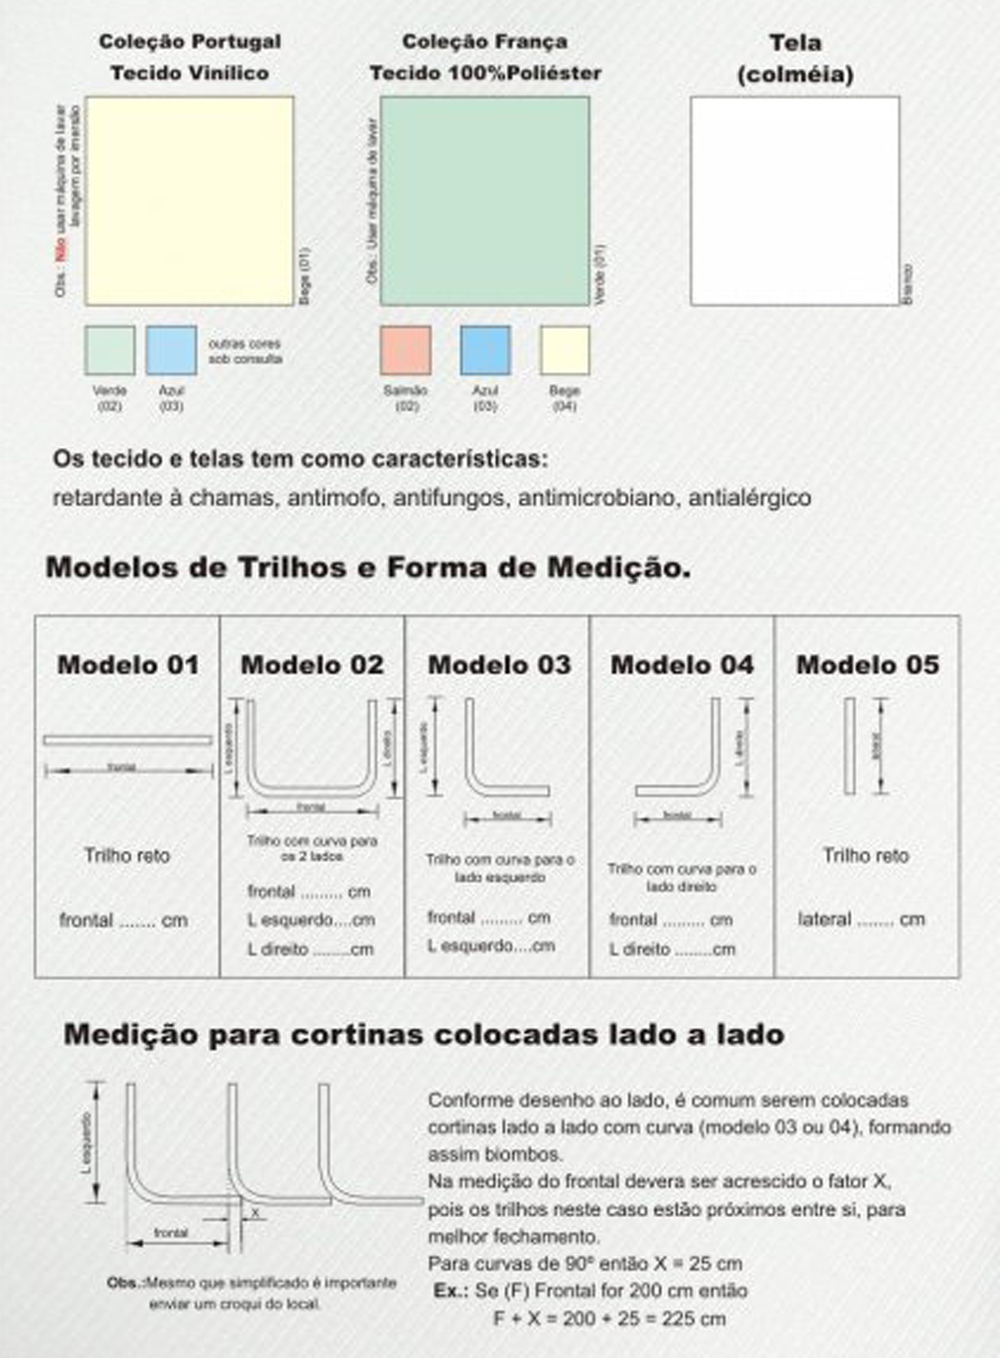 Coleção Portugal
Tecido Vinílico
Obs.: Não usar máquina de lavar
lavagem por imersão
Bege (01)
Verde
(02)
Azul
(03)
outras cores
sob consulta
Coleção França
Tecido 100%Poliéster
Obs.: Usar máquina de lavar
Verde (01)
Salmão
(02)
Azul
(03)
Bege
(04)
Tela
(colméia)
Branco
Os tecido e telas tem como características:
retardante à chamas, antimofo, antifungos, antimicrobiano, antialérgico
Modelos de Trilhos e Forma de Medição.
Modelo 01
frontal
Trilho reto
frontal ....... cm
Modelo 02
L esquerdo
L direito
frontal
Trilho com curva para
os 2 lados
frontal ......... cm
L esquerdo....cm
L direito ........cm
Modelo 03
L esquerdo
frontal
Trilho com curva para o
lado esquerdo
frontal ......... cm
L esquerdo....cm
Modelo 04
L direito
frontal
Trilho com curva para o
lado direito
frontal ......... cm
L direito ........cm
Modelo 05
lateral
Trilho reto
lateral ....... cm
Medição para cortinas colocadas lado a lado
L esquerdo
X
frontal
Obs.:Mesmo que simplificado é importante
enviar um croqui do local.
Conforme desenho ao lado, é comum serem colocadas
cortinas lado a lado com curva (modelo 03 ou 04), formando
assim biombos.
Na medição do frontal devera ser acrescido o fator X,
pois os trilhos neste caso estão próximos entre si, para
melhor fechamento.
Para curvas de 90º então X = 25 cm
Ex.: Se (F) Frontal for 200 cm então
F + X = 200 + 25 = 225 cm